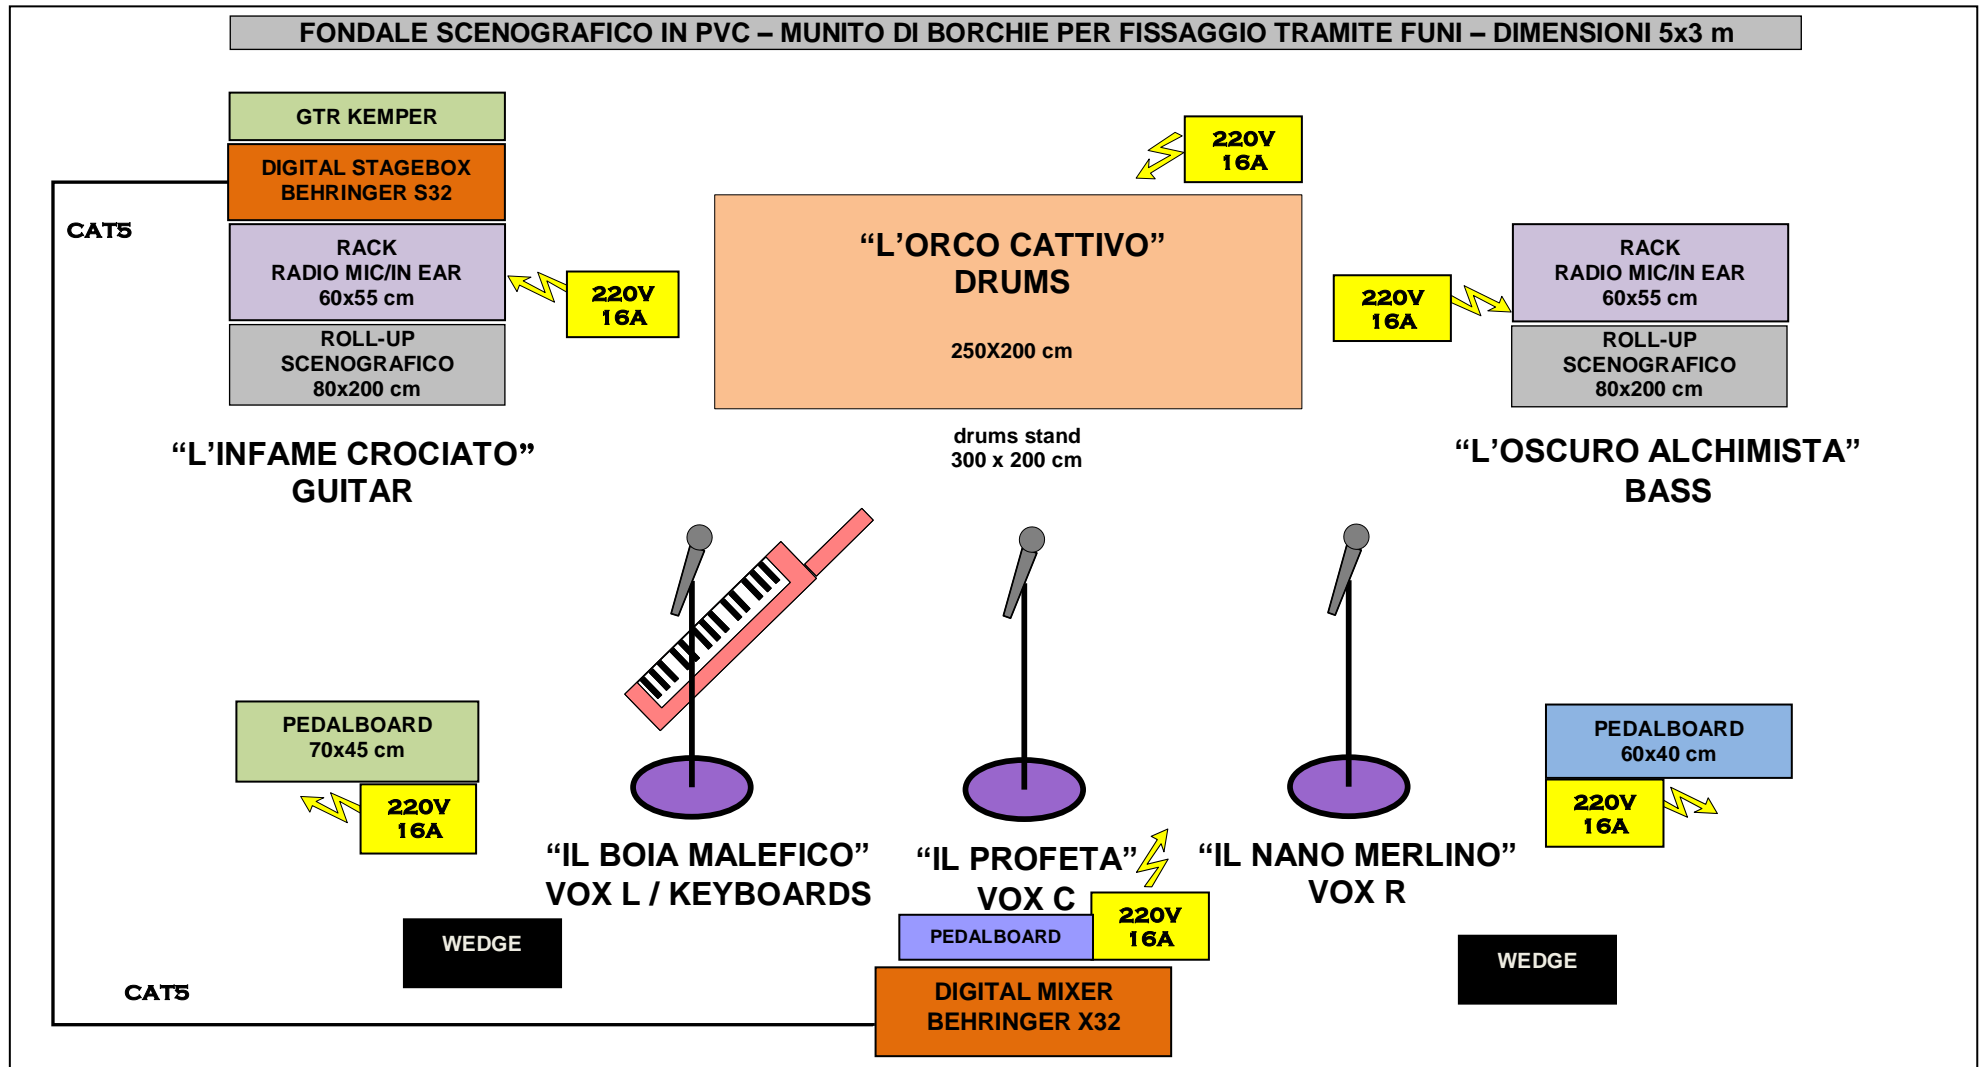 FONDALE SCENOGRAFICO IN PVC – MUNITO DI BORCHIE PER FISSAGGIO TRAMITE FUNI – DIMENSIONI 5x3 m
GTR KEMPER
DIGITAL STAGEBOX
BEHRINGER S32
CAT5
RACK
RADIO MIC/IN EAR
60x55 cm
ROLL-UP
SCENOGRAFICO
80x200 cm
220V
16A
“L’INFAME CROCIATO”
GUITAR
220V
16A
“L’ORCO CATTIVO”
DRUMS
250X200 cm
drums stand
300 x 200 cm
220V
16A
RACK
RADIO MIC/IN EAR
60x55 cm
ROLL-UP
SCENOGRAFICO
80x200 cm
“L’OSCURO ALCHIMISTA”
BASS
PEDALBOARD
70x45 cm
220V
16A
PEDALBOARD
60x40 cm
220V
16A
“IL BOIA MALEFICO”
VOX L / KEYBOARDS
“IL PROFETA”
VOX C
“IL NANO MERLINO”
VOX R
WEDGE
PEDALBOARD
220V
16A
WEDGE
CAT5
DIGITAL MIXER
BEHRINGER X32